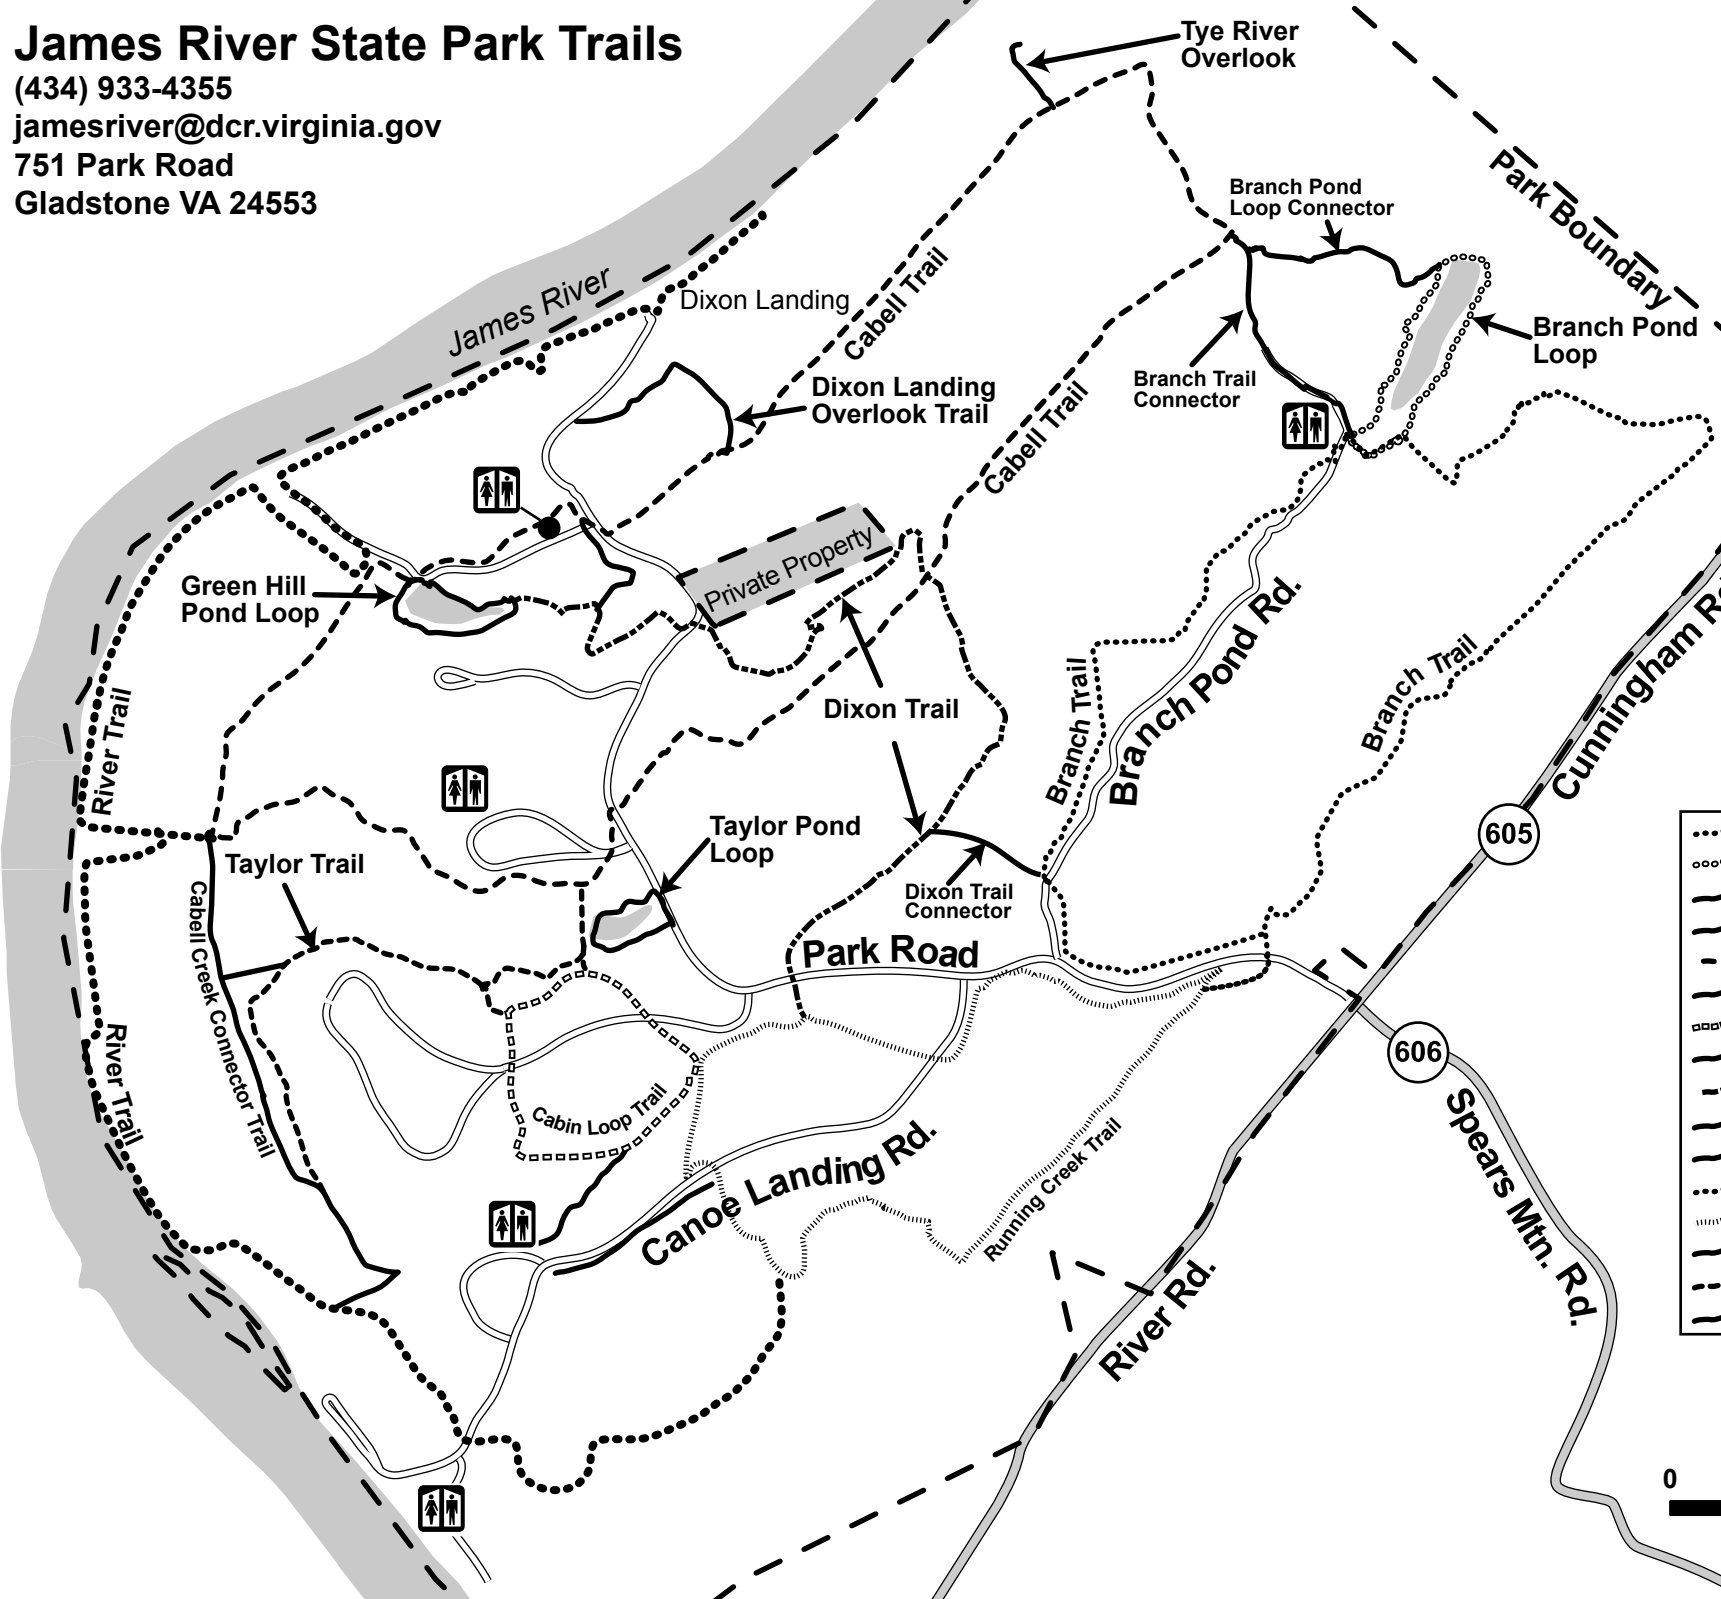 James River State Park Trails
(434) 933-4355
jamesriver@dcr.virginia.gov
751 Park Road
Gladstone VA 24553
Tye River
Overlook
Park Boundary
Branch Pond
Loop Connector
James River
Dixon Landing
Cabell Trail
Branch Pond
Loop
Dixon Landing
Overlook Trail
Branch Trail
Connector
Cabell Trail
Private Property
Green Hill
Pond Loop
Branch Pond Rd.
Cunningham
River Trail
Dixon Trail
Branch Trail
Branch Trail
Taylor Pond
Loop
605
Taylor Trail
Dixon Trail
Connector
Cabell Creek Connector Trail
Park Road
River Trail
606
Cabin Loop Trail
Canoe Landing Rd.
Running Creek Trail
Spears Mtn. Rd.
River Rd.
0